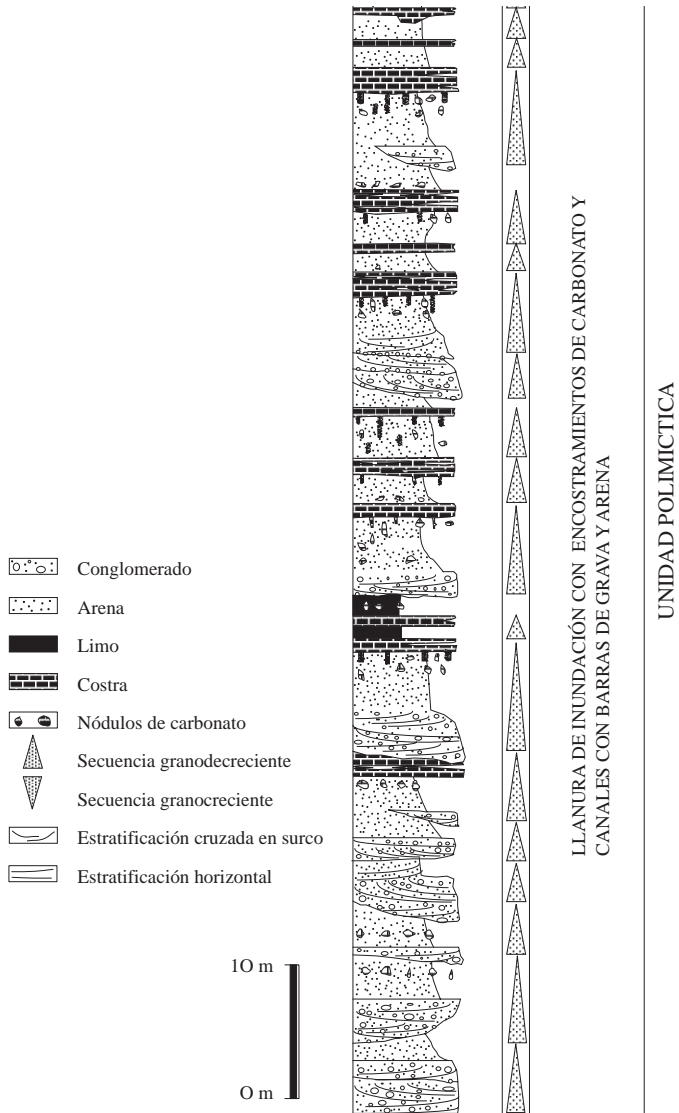 Conglomerado
Arena
Limo
Costra
Nódulos de carbonato
Secuencia granodecreciente
Secuencia granocreciente
Estratificación cruzada en surco
Estratificación horizontal
1O m
O m
LLANURA DE INUNDACIÓN CON ENCOSTRAMIENTOS DE CARBONATO Y
CANALES CON BARRAS DE GRAVA Y ARENA
UNIDAD POLIMICTICA